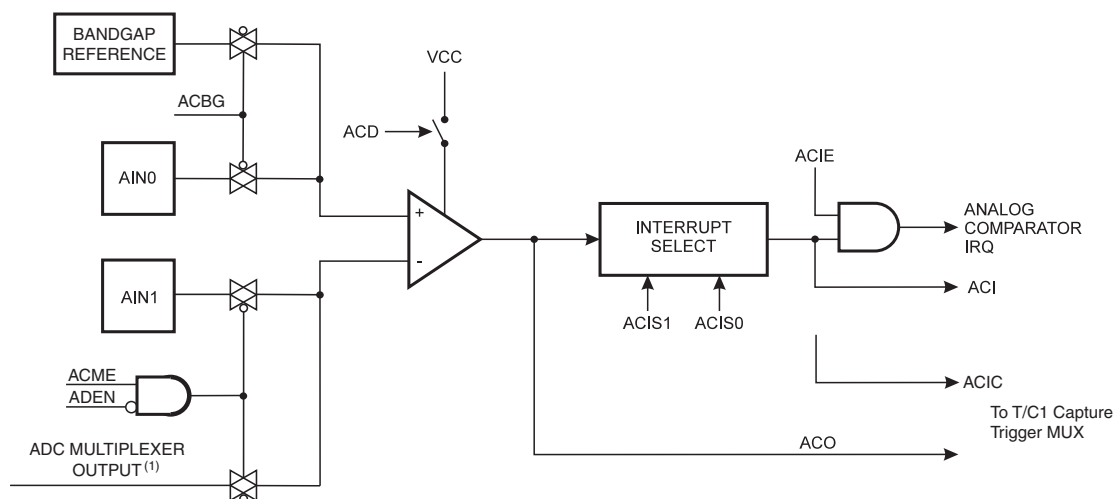 BANDGAP
REFERENCE
VCC
ACBG
ACD
ACIE
AIN0
+
-
INTERRUPT
SELECT
ANALOG
COMPARATOR
IRQ
AIN1
ACI
ACIS1
ACIS0
ACME
ADEN
ACIC
To T/C1 Capture
Trigger MUX
ACO
ADC MULTIPLEXER
OUTPUT (1)